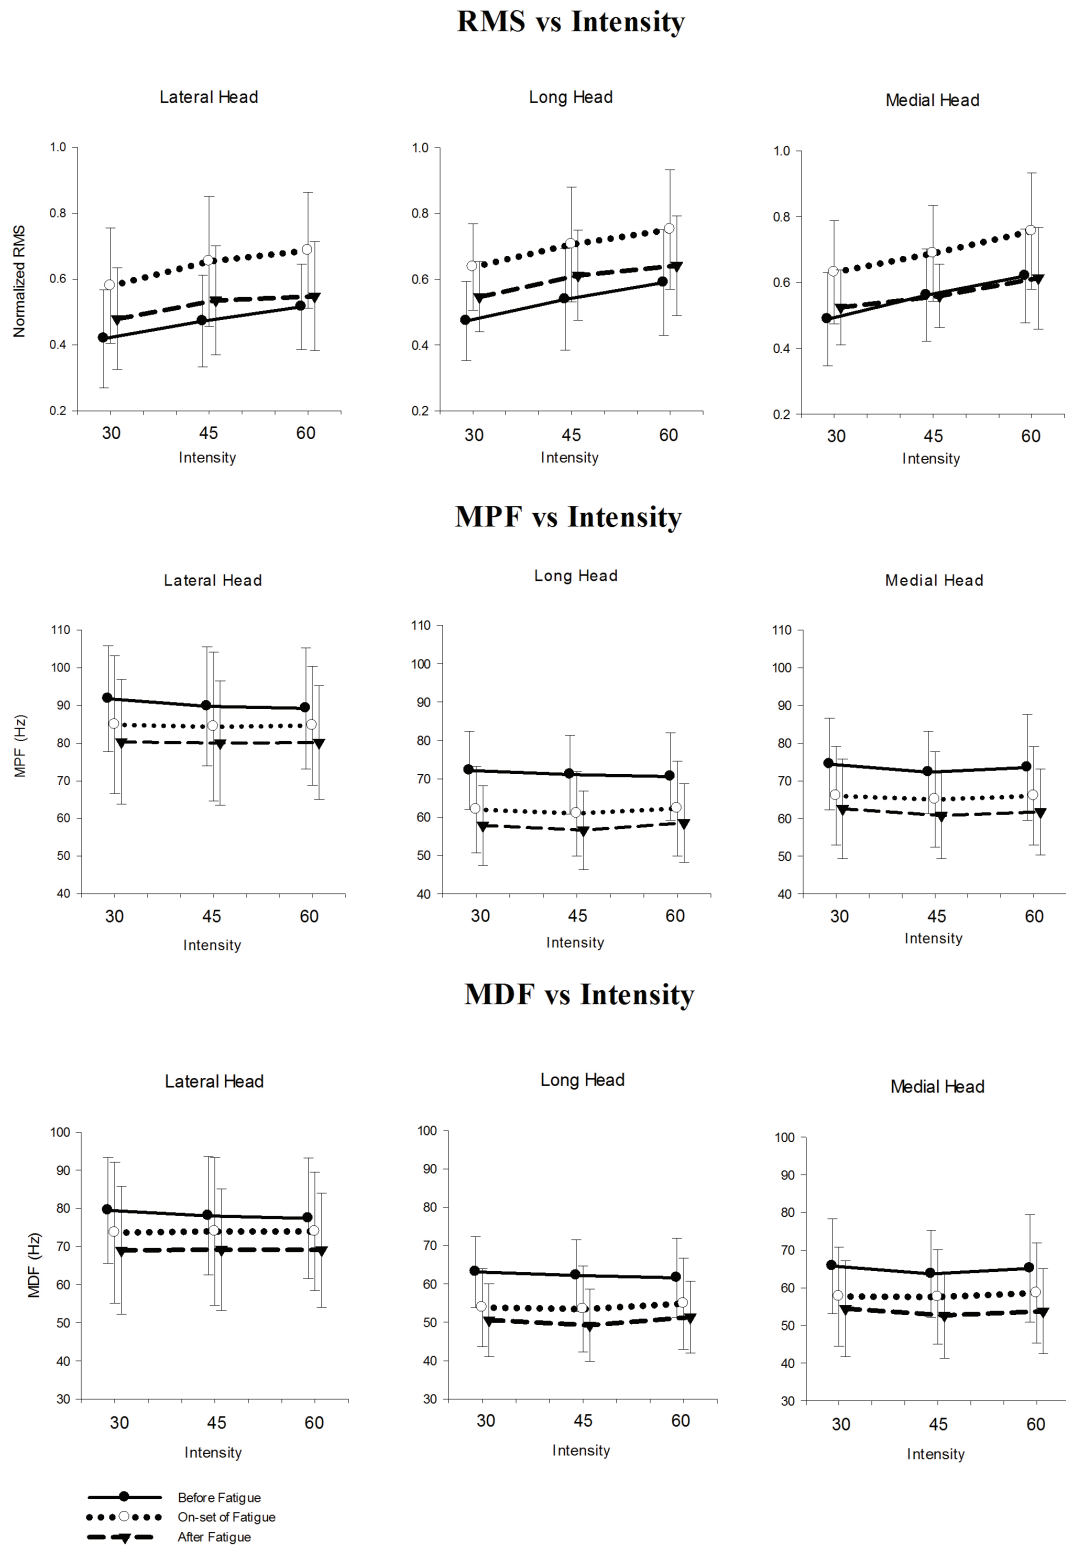 RMS vs Intensity
Lateral Head Long Head Medial Head
Normalized RMS
1.0 1.0 1.0
0.8 0.8 0.8
0.6 0.6 0.6
0.4 0.4 0.4
0.2 0.2 0.2
30 45 60 30 45 60 30 45 60
Intensity Intensity Intensity
MPF vs Intensity
Lateral Head Long Head Medial Head
MPF (Hz)
110 110 110
100 100 100
90 90 90
80 80 80
70 70 70
60 60 60
50 50 50
40 40 40
30 45 60 30 45 60 30 45 60
Intensity Intensity Intensity
MDF vs Intensity
Lateral Head Long Head Medial Head
MDF (Hz)
100 100 100
90 90 90
80 80 80
70 70 70
60 60 60
50 50 50
40 40 40
30 30 30
30 45 60 30 45 60 30 45 60
Intensity Intensity Intensity
Before Fatigue
On-set of Fatigue
After Fatigue